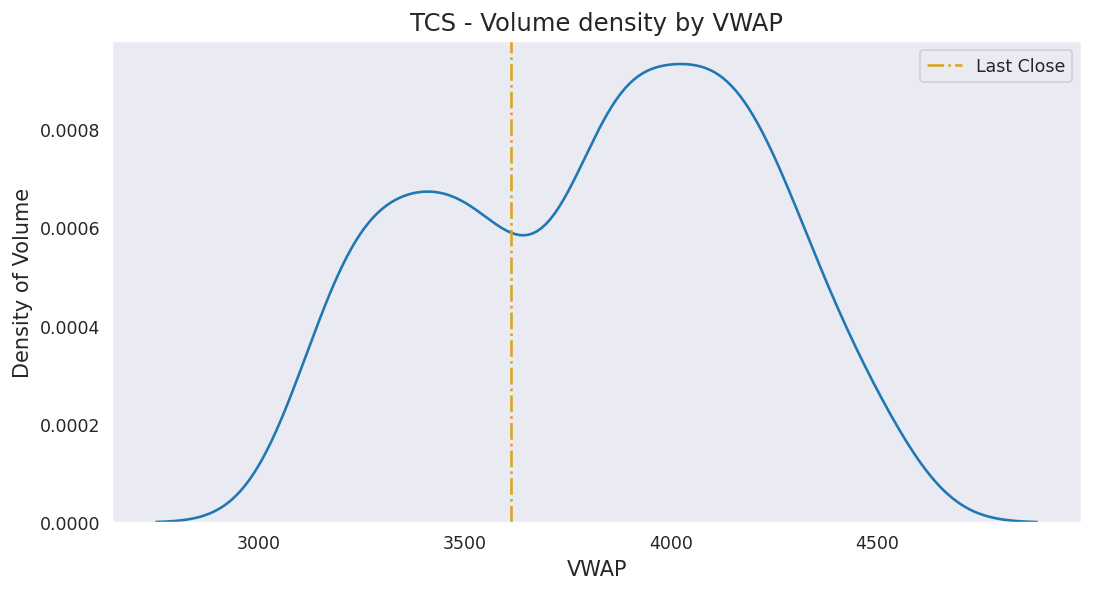 TCS - Volume density by VWAP
Last Close
Density of Volume
0.0008
0.0006
0.0004
0.0002
0.0000
3000 3500 4000 4500
VWAP